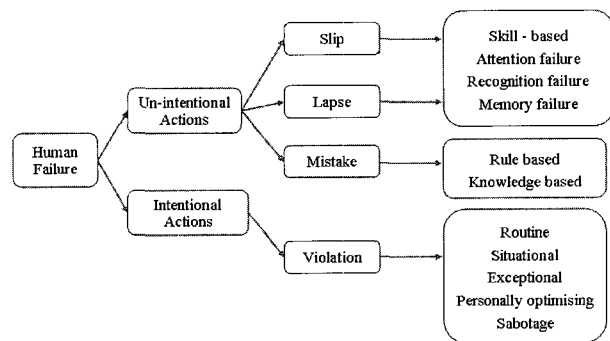 Human
Failure
Un-intentional
Actions
Intentional
Actions
Slip
Lapse
Mistake
Violation
Skill - based
Attention failure
Recognition failure
Memory failure
Rule based
Knowledge based
Routine
Situational
Exceptional
Personally optimising
Sabotage